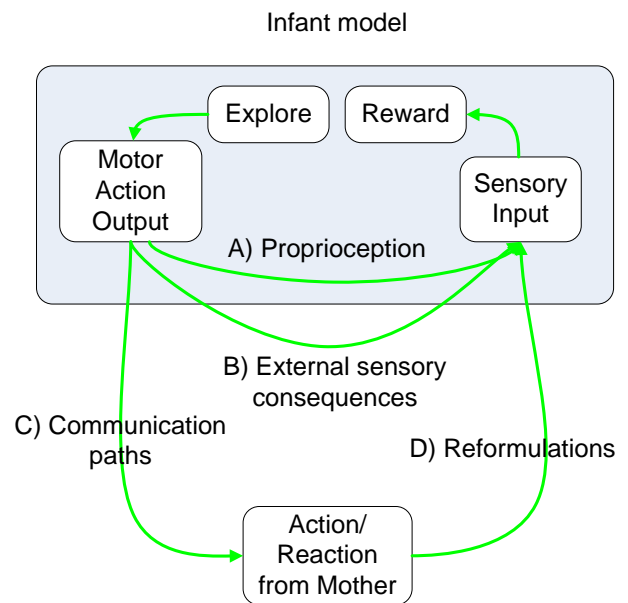 Infant model
Explore
Reward
Motor
Action
Output
Sensory
Input
A) Proprioception
B) External sensory
consequences
C) Communication
paths
D) Reformulations
Action/
Reaction
from Mother